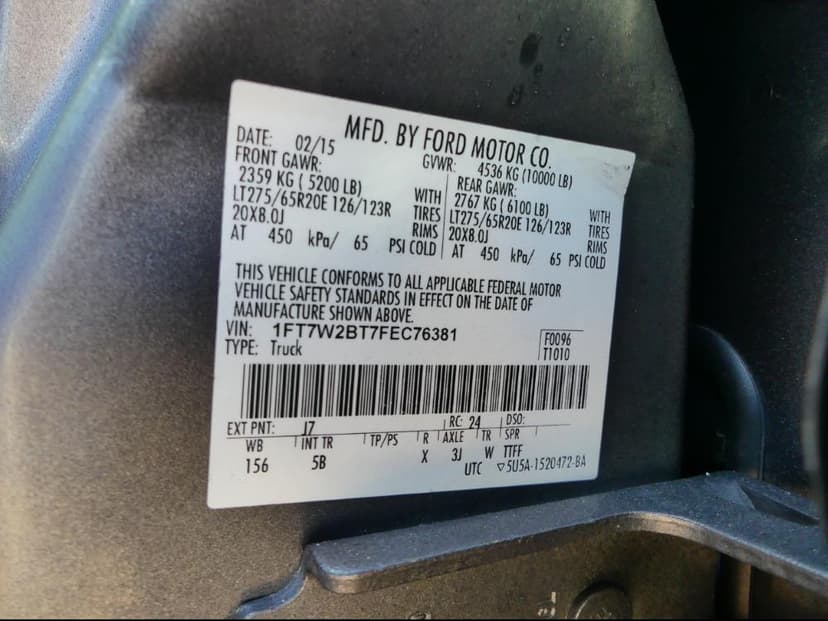 MFD. BY FORD MOTOR CO.
DATE: 02/15 GVWR: 4536 KG (10000 LB)
FRONT GAWR: REAR GAWR:
2359 KG ( 5200 LB) WITH 2767 KG ( 6100 LB) WITH
LT275/65R20E 126/123R TIRES LT275/65R20E 126/123R TIRES
20X8.0J RIMS 20X8.0J RIMS
AT 450 kPa/ 65 PSI COLD AT 450 kPa/ 65 PSI COLD
THIS VEHICLE CONFORMS TO ALL APPLICABLE FEDERAL MOTOR
VEHICLE SAFETY STANDARDS IN EFFECT ON THE DATE OF
MANUFACTURE SHOWN ABOVE.
VIN: 1FT7W2BT7FEC76381 F0096
TYPE: Truck T1010
EXT PNT: J7 RC: 24 DSO:
WB INT TR TP/PS R AXLE TR SPR
156 5B X 3J W TTFF
UTC ▽5U5A-1520472-BA